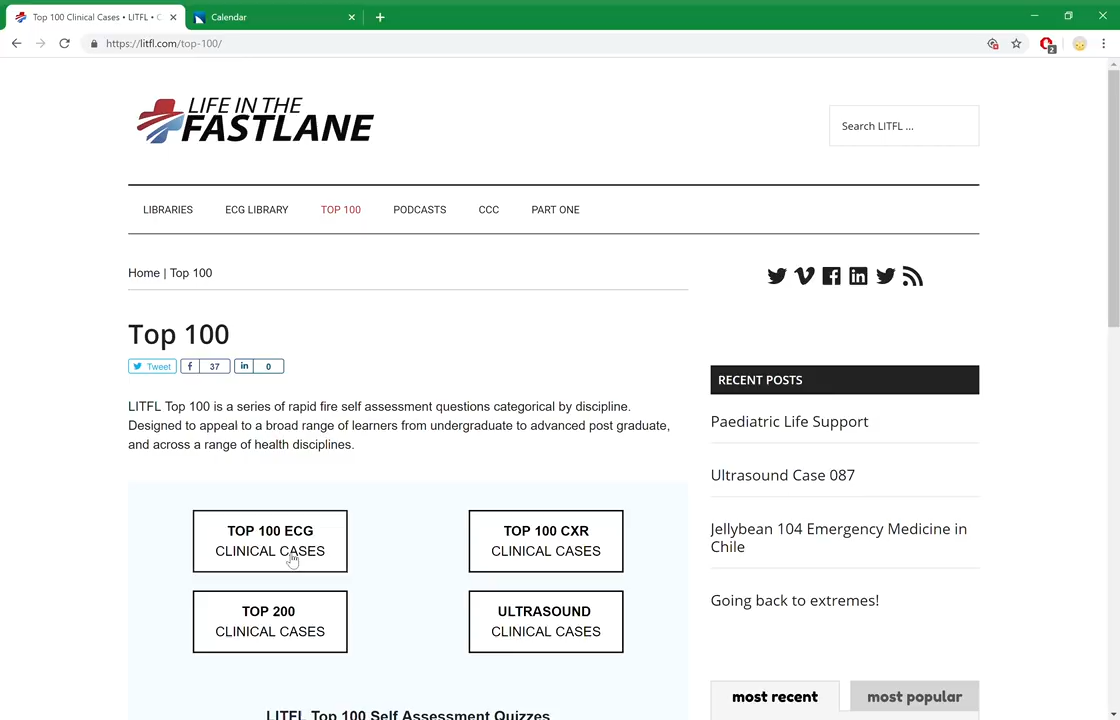 Top 100 Clinical Cases • LITFL • C
Calendar
https://litfl.com/top-100/
2
LIFE IN THE
FASTLANE
Search LITFL ...
LIBRARIES
ECG LIBRARY
TOP 100
PODCASTS
CCC
PART ONE
Home | Top 100
Top 100
Tweet
37
in
0
LITFL Top 100 is a series of rapid fire self assessment questions categorical by discipline.
Designed to appeal to a broad range of learners from undergraduate to advanced post graduate,
and across a range of health disciplines.
TOP 100 ECG
CLINICAL CASES
TOP 100 CXR
CLINICAL CASES
TOP 200
CLINICAL CASES
ULTRASOUND
CLINICAL CASES
LITFL Top 100 Self Assessment Quizzes
RECENT POSTS
Paediatric Life Support
Ultrasound Case 087
Jellybean 104 Emergency Medicine in
Chile
Going back to extremes!
most recent
most popular